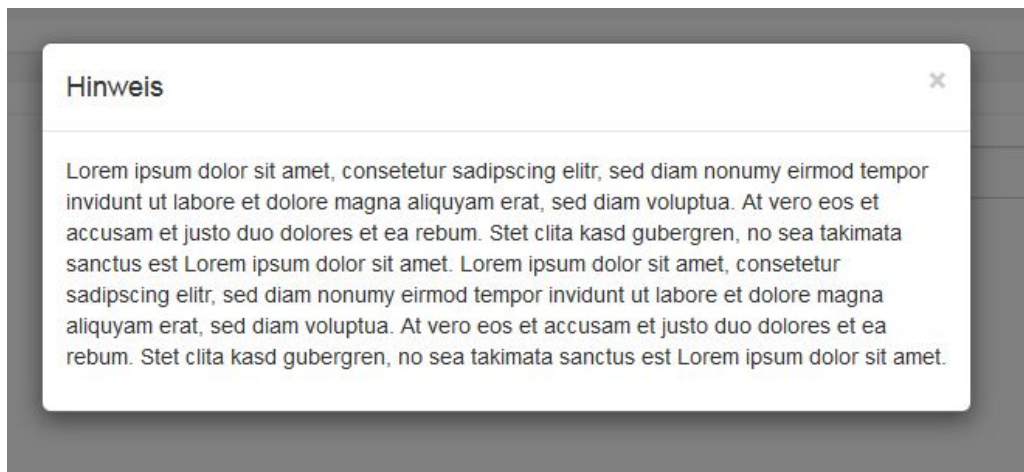 Hinweis ×
Lorem ipsum dolor sit amet, consetetur sadipscing elitr, sed diam nonumy eirmod tempor
invidunt ut labore et dolore magna aliquyam erat, sed diam voluptua. At vero eos et
accusam et justo duo dolores et ea rebum. Stet clita kasd gubergren, no sea takimata
sanctus est Lorem ipsum dolor sit amet. Lorem ipsum dolor sit amet, consetetur
sadipscing elitr, sed diam nonumy eirmod tempor invidunt ut labore et dolore magna
aliquyam erat, sed diam voluptua. At vero eos et accusam et justo duo dolores et ea
rebum. Stet clita kasd gubergren, no sea takimata sanctus est Lorem ipsum dolor sit amet.